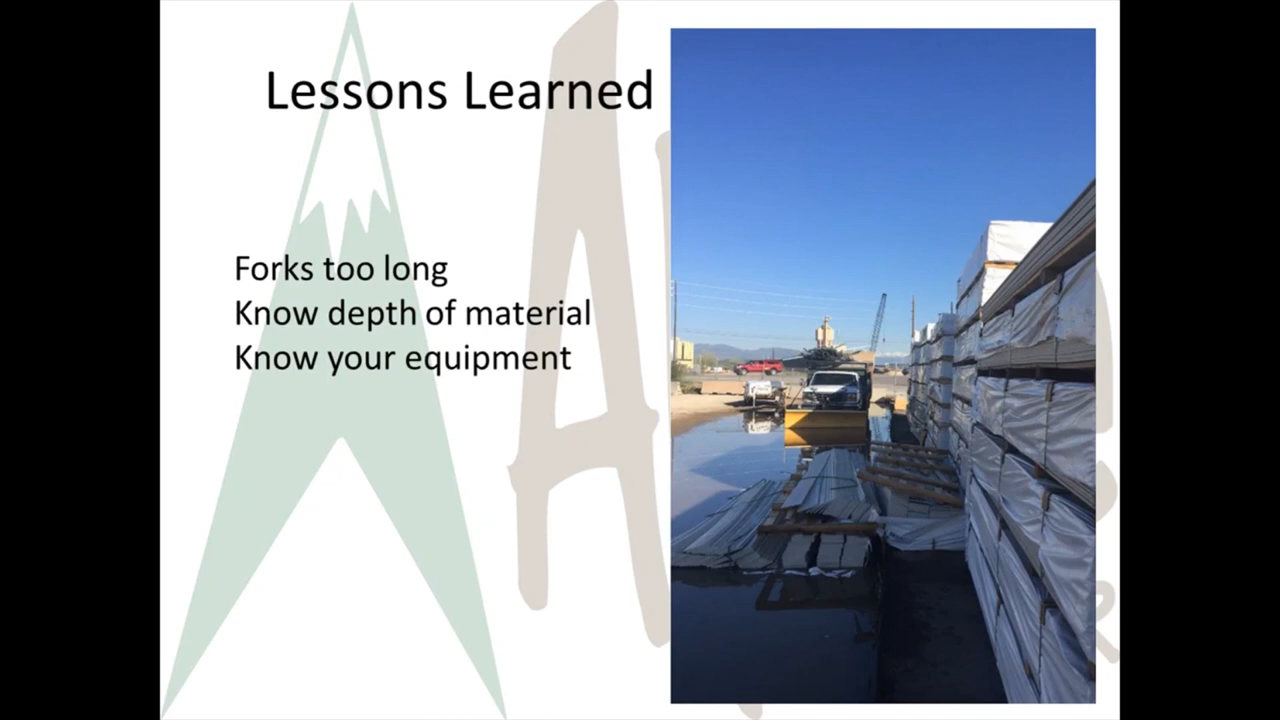 Lessons Learned
Forks too long
Know depth of material
Know your equipment